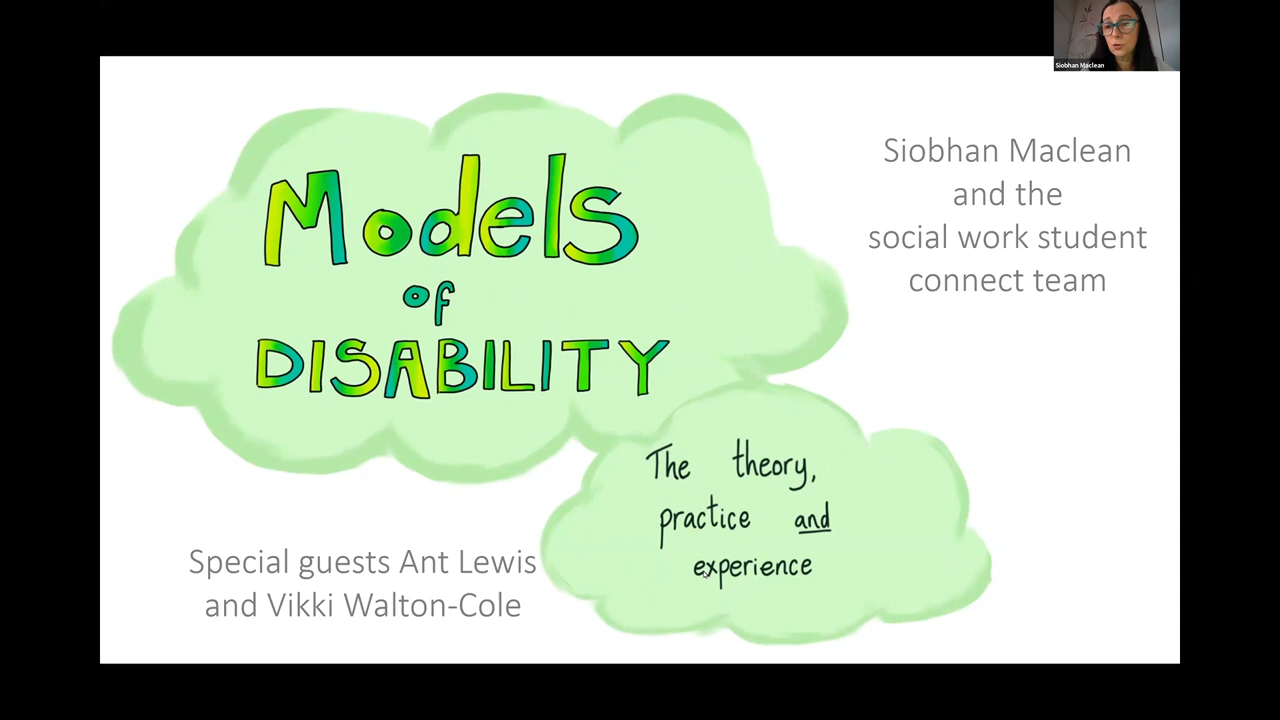 Siobhan Maclean
Models
of
DISABILITY
Siobhan Maclean
and the
social work student
connect team
The theory,
practice and
experience
Special guests Ant Lewis
and Vikki Walton-Cole